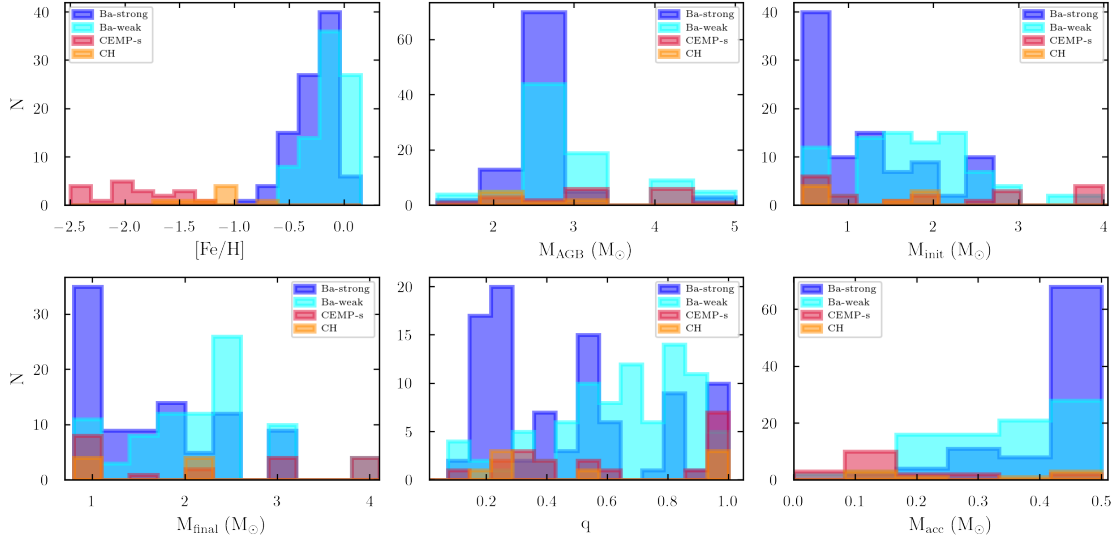 Ba-strong
Ba-weak
CEMP-s
CH
N
40
30
20
10
0
−2.5 −2.0 −1.5 −1.0 −0.5 0.0
[Fe/H]
Ba-strong
Ba-weak
CEMP-s
CH
60
40
20
0
2 3 4 5
M_AGB (M_⊙)
Ba-strong
Ba-weak
CEMP-s
CH
40
30
20
10
0
1 2 3 4
M_init (M_⊙)
Ba-strong
Ba-weak
CEMP-s
CH
N
30
20
10
0
1 2 3 4
M_final (M_⊙)
Ba-strong
Ba-weak
CEMP-s
CH
20
15
10
5
0
0.2 0.4 0.6 0.8 1.0
q
Ba-strong
Ba-weak
CEMP-s
CH
60
40
20
0
0.0 0.1 0.2 0.3 0.4 0.5
M_acc (M_⊙)